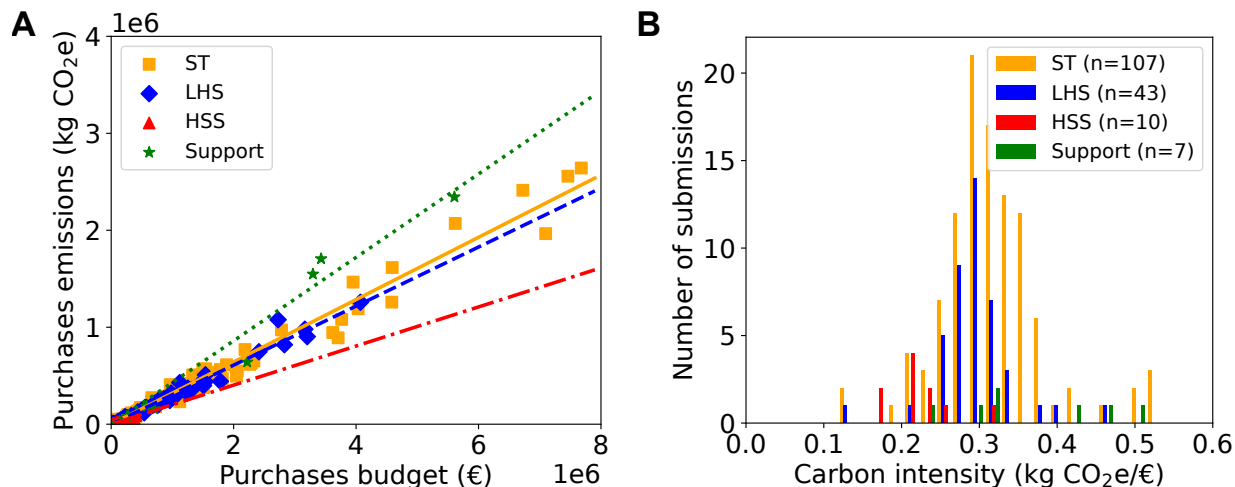 A
1e6
Purchases emissions (kg CO₂e)
4
3
2
1
0
ST
LHS
HSS
Support
0
2
4
6
8
Purchases budget (€)
1e6
B
Number of submissions
20
15
10
5
0
ST (n=107)
LHS (n=43)
HSS (n=10)
Support (n=7)
0.0
0.1
0.2
0.3
0.4
0.5
0.6
Carbon intensity (kg CO₂e/€)